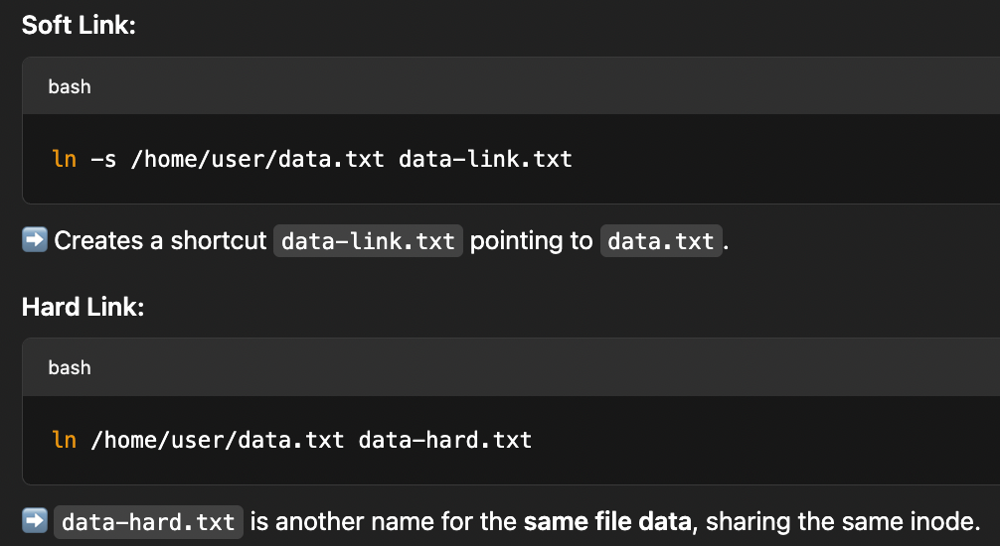 Soft Link:
bash
ln -s /home/user/data.txt data-link.txt
➡️ Creates a shortcut data-link.txt pointing to data.txt.
Hard Link:
bash
ln /home/user/data.txt data-hard.txt
➡️ data-hard.txt is another name for the same file data, sharing the same inode.